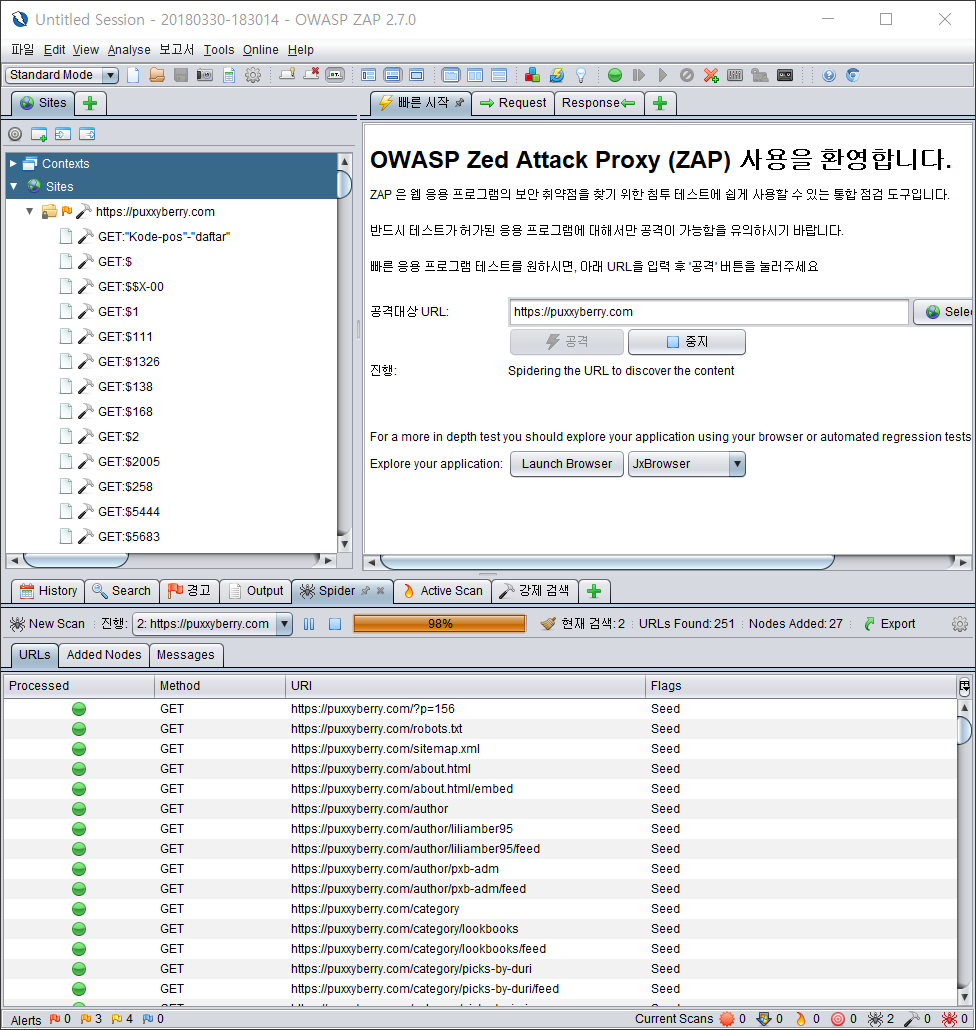 Untitled Session - 20180330-183014 - OWASP ZAP 2.7.0
파일 Edit View Analyse 보고서 Tools Online Help
Standard Mode
Sites
빠른 시작 Request Response
Contexts
Sites
https://puxxyberry.com
GET:"Kode-pos"-"daftar"
GET:$
GET:$$X-00
GET:$1
GET:$111
GET:$1326
GET:$138
GET:$168
GET:$2
GET:$2005
GET:$258
GET:$5444
GET:$5683
OWASP Zed Attack Proxy (ZAP) 사용을 환영합니다.
ZAP 은 웹 응용 프로그램의 보안 취약점을 찾기 위한 침투 테스트에 쉽게 사용할 수 있는 통합 점검 도구입니다.
반드시 테스트가 허가된 응용 프로그램에 대해서만 공격이 가능함을 유의하시기 바랍니다.
빠른 응용 프로그램 테스트를 원하시면, 아래 URL을 입력 후 '공격' 버튼을 눌러주세요
공격대상 URL: https://puxxyberry.com Selec
공격 중지
진행: Spidering the URL to discover the content
For a more in depth test you should explore your application using your browser or automated regression tests
Explore your application: Launch Browser JxBrowser
History Search 경고 Output Spider Active Scan 강제 검색
New Scan 진행: 2: https://puxxyberry.com 98% 현재 검색: 2 URLs Found: 251 Nodes Added: 27 Export
URLs Added Nodes Messages
Processed Method URI Flags
GET https://puxxyberry.com/?p=156 Seed
GET https://puxxyberry.com/robots.txt Seed
GET https://puxxyberry.com/sitemap.xml Seed
GET https://puxxyberry.com/about.html Seed
GET https://puxxyberry.com/about.html/embed Seed
GET https://puxxyberry.com/author Seed
GET https://puxxyberry.com/author/liliamber95 Seed
GET https://puxxyberry.com/author/liliamber95/feed Seed
GET https://puxxyberry.com/author/pxb-adm Seed
GET https://puxxyberry.com/author/pxb-adm/feed Seed
GET https://puxxyberry.com/category Seed
GET https://puxxyberry.com/category/lookbooks Seed
GET https://puxxyberry.com/category/lookbooks/feed Seed
GET https://puxxyberry.com/category/picks-by-duri Seed
GET https://puxxyberry.com/category/picks-by-duri/feed Seed
Alerts 0 3 4 0 Current Scans 0 0 0 0 2 0 0